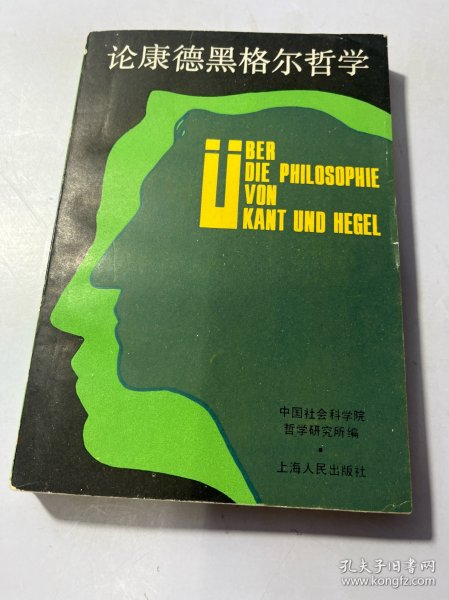 论康德黑格尔哲学
ÜBER
DIE PHILOSOPHIE
VON
KANT UND HEGEL
中国社会科学院
哲学研究所编
·
上海人民出版社
孔夫子旧书网
www.kongfz.com